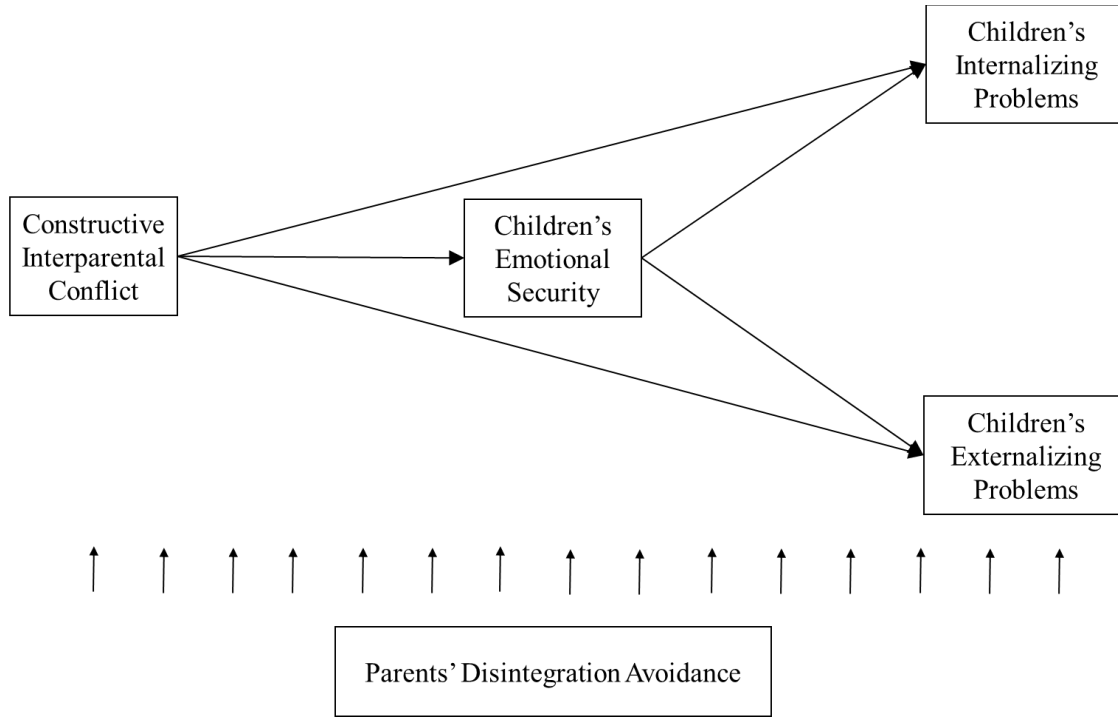 Children’s
Internalizing
Problems
Constructive
Interparental
Conflict
Children’s
Emotional
Security
Children’s
Externalizing
Problems
Parents’ Disintegration Avoidance